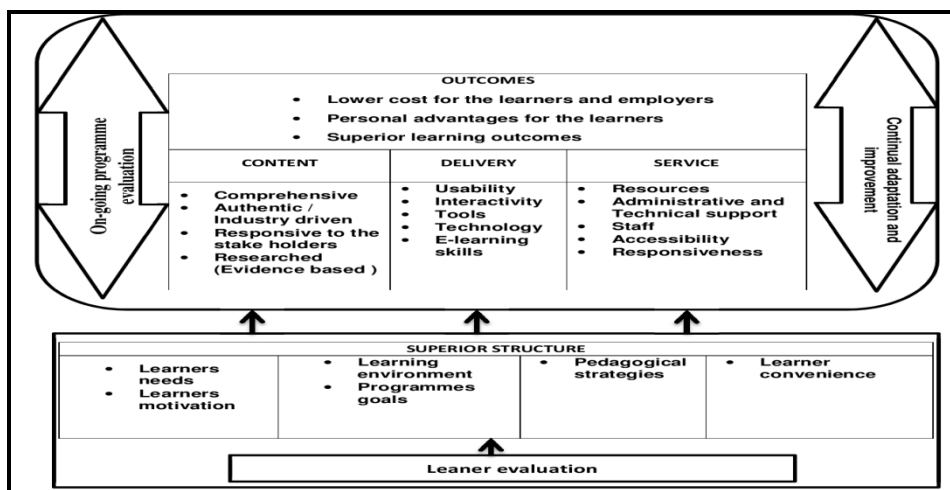 On-going programme
evaluation
OUTCOMES
• Lower cost for the learners and employers
• Personal advantages for the learners
• Superior learning outcomes
CONTENT
• Comprehensive
• Authentic /
Industry driven
• Responsive to the
stake holders
• Researched
(Evidence based )
DELIVERY
• Usability
• Interactivity
• Tools
• Technology
• E-learning
skills
SERVICE
• Resources
• Administrative and
Technical support
• Staff
• Accessibility
• Responsiveness
Continual adaptation and
improvement
SUPERIOR STRUCTURE
• Learners
needs
• Learners
motivation
• Learning
environment
• Programmes
goals
• Pedagogical
strategies
• Learner
convenience
Leaner evaluation